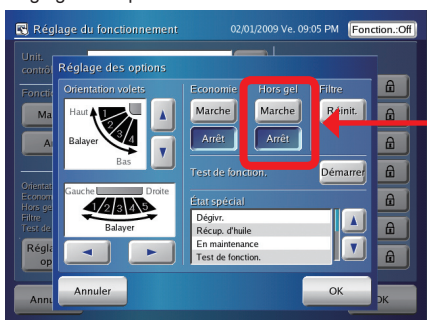 Réglage du fonctionnement 02/01/2009 Ve. 09:05 PM Fonction.:Off
Unit.
contrôl
Réglage des options
Orientation volets
Economie Hors gel Filtre
Haut 1 2 3 4
Balayer
Bas
Marche Marche Réinit.
Arrêt Arrêt
Test de fonction. Démarrer
Gauche Droite
1 2 3 4 5
Balayer
État spécial
Dégivr.
Récup. d'huile
En maintenance
Test de fonction.
Annuler OK
Fonctio
Ma
A
Orientat
Econom
Hors ge
Filtre
Test de
Régla
op
Annu
OK